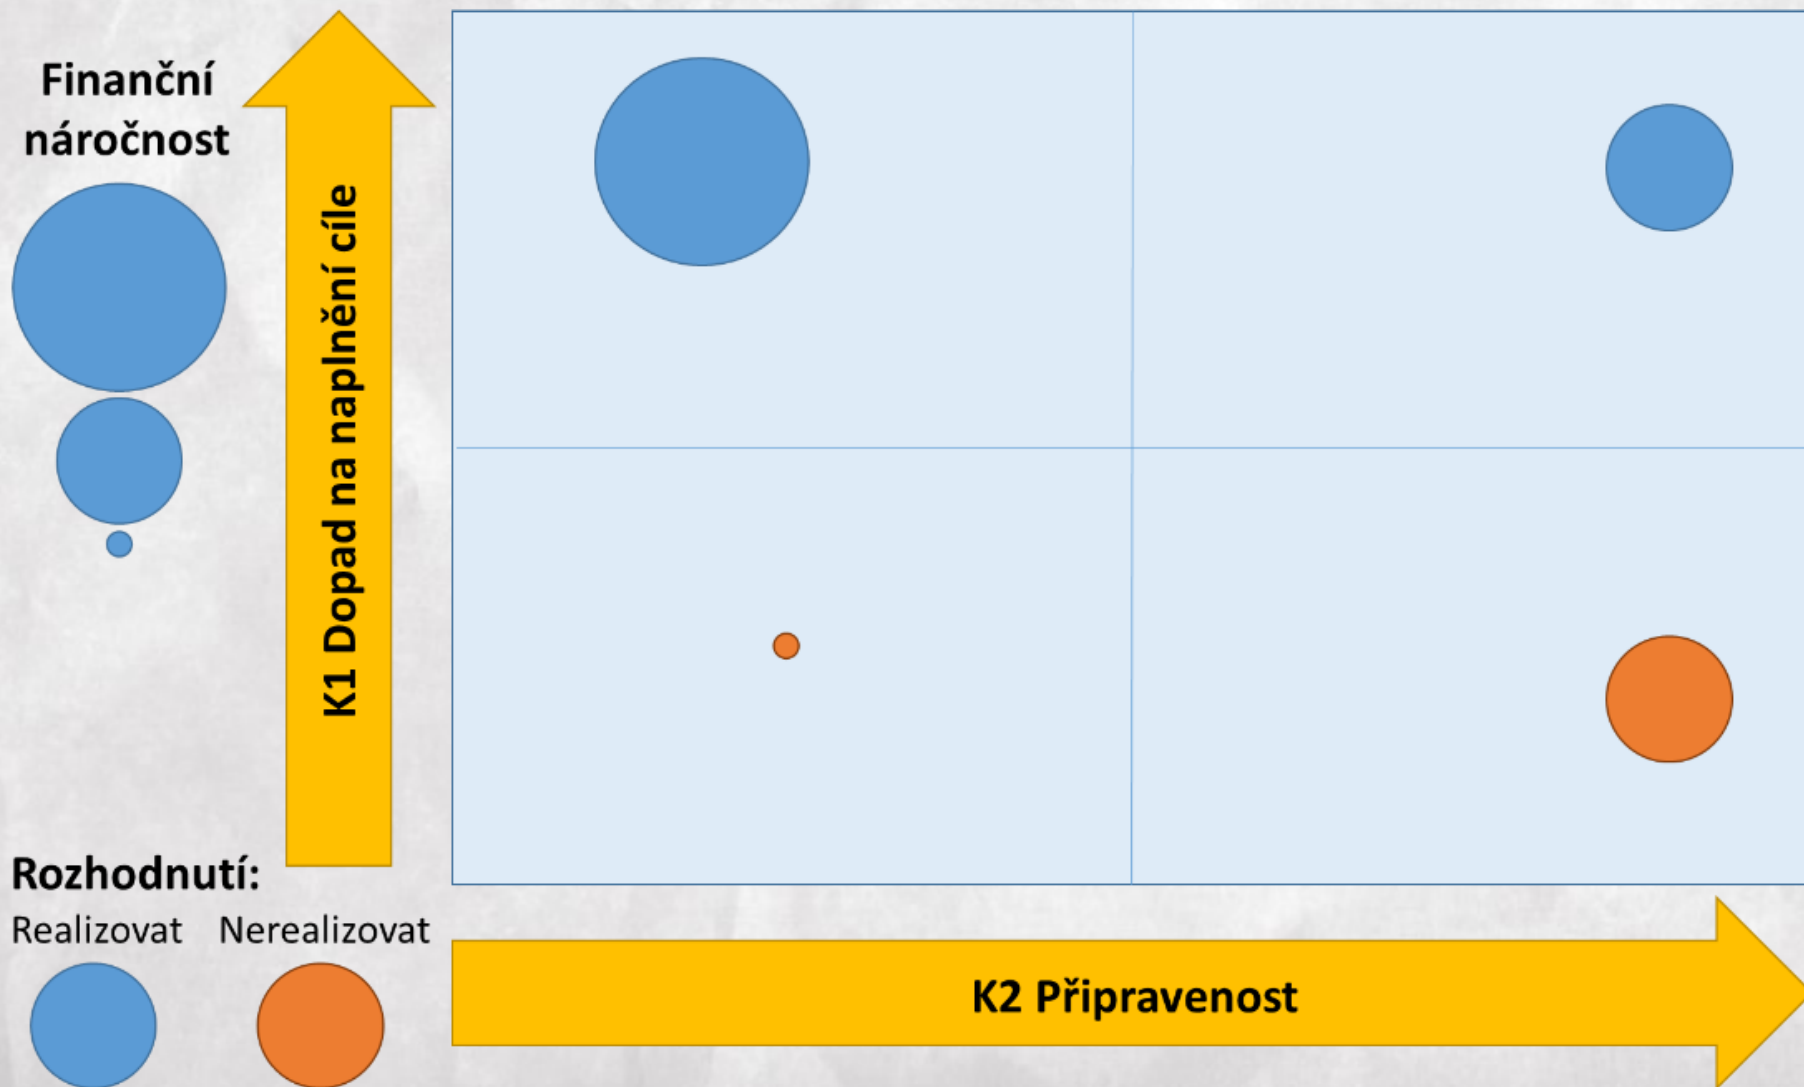 Finanční
náročnost
K1 Dopad na naplnění cíle
Rozhodnutí:
Realizovat Nerealizovat
K2 Připravenost